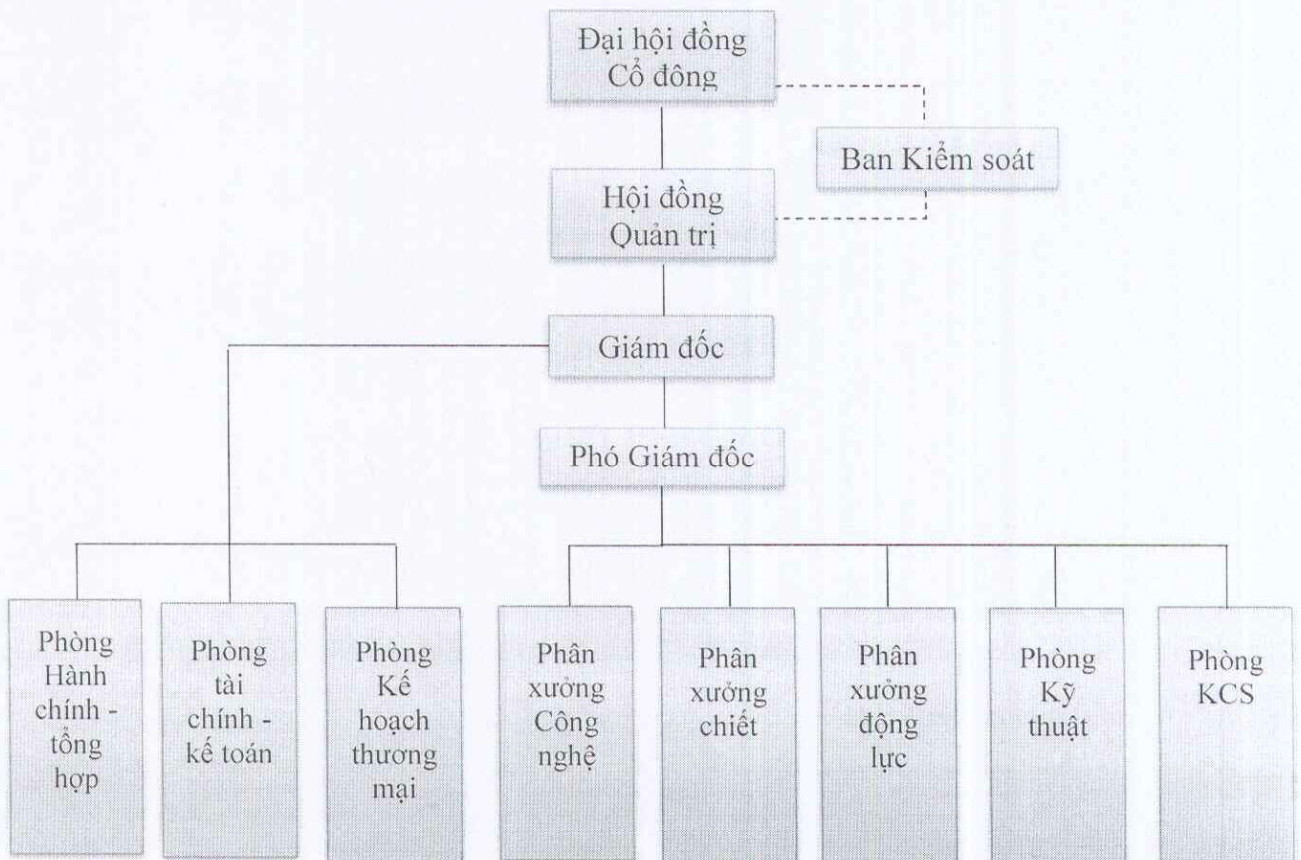 Đại hội đồng
Cổ đông
Ban Kiểm soát
Hội đồng
Quản trị
Giám đốc
Phó Giám đốc
Phòng
Hành
chính -
tổng
hợp
Phòng
tài
chính -
kế toán
Phòng
Kế
hoạch
thương
mại
Phân
xưởng
Công
nghệ
Phân
xưởng
chiết
Phân
xưởng
động
lực
Phòng
Kỹ
thuật
Phòng
KCS